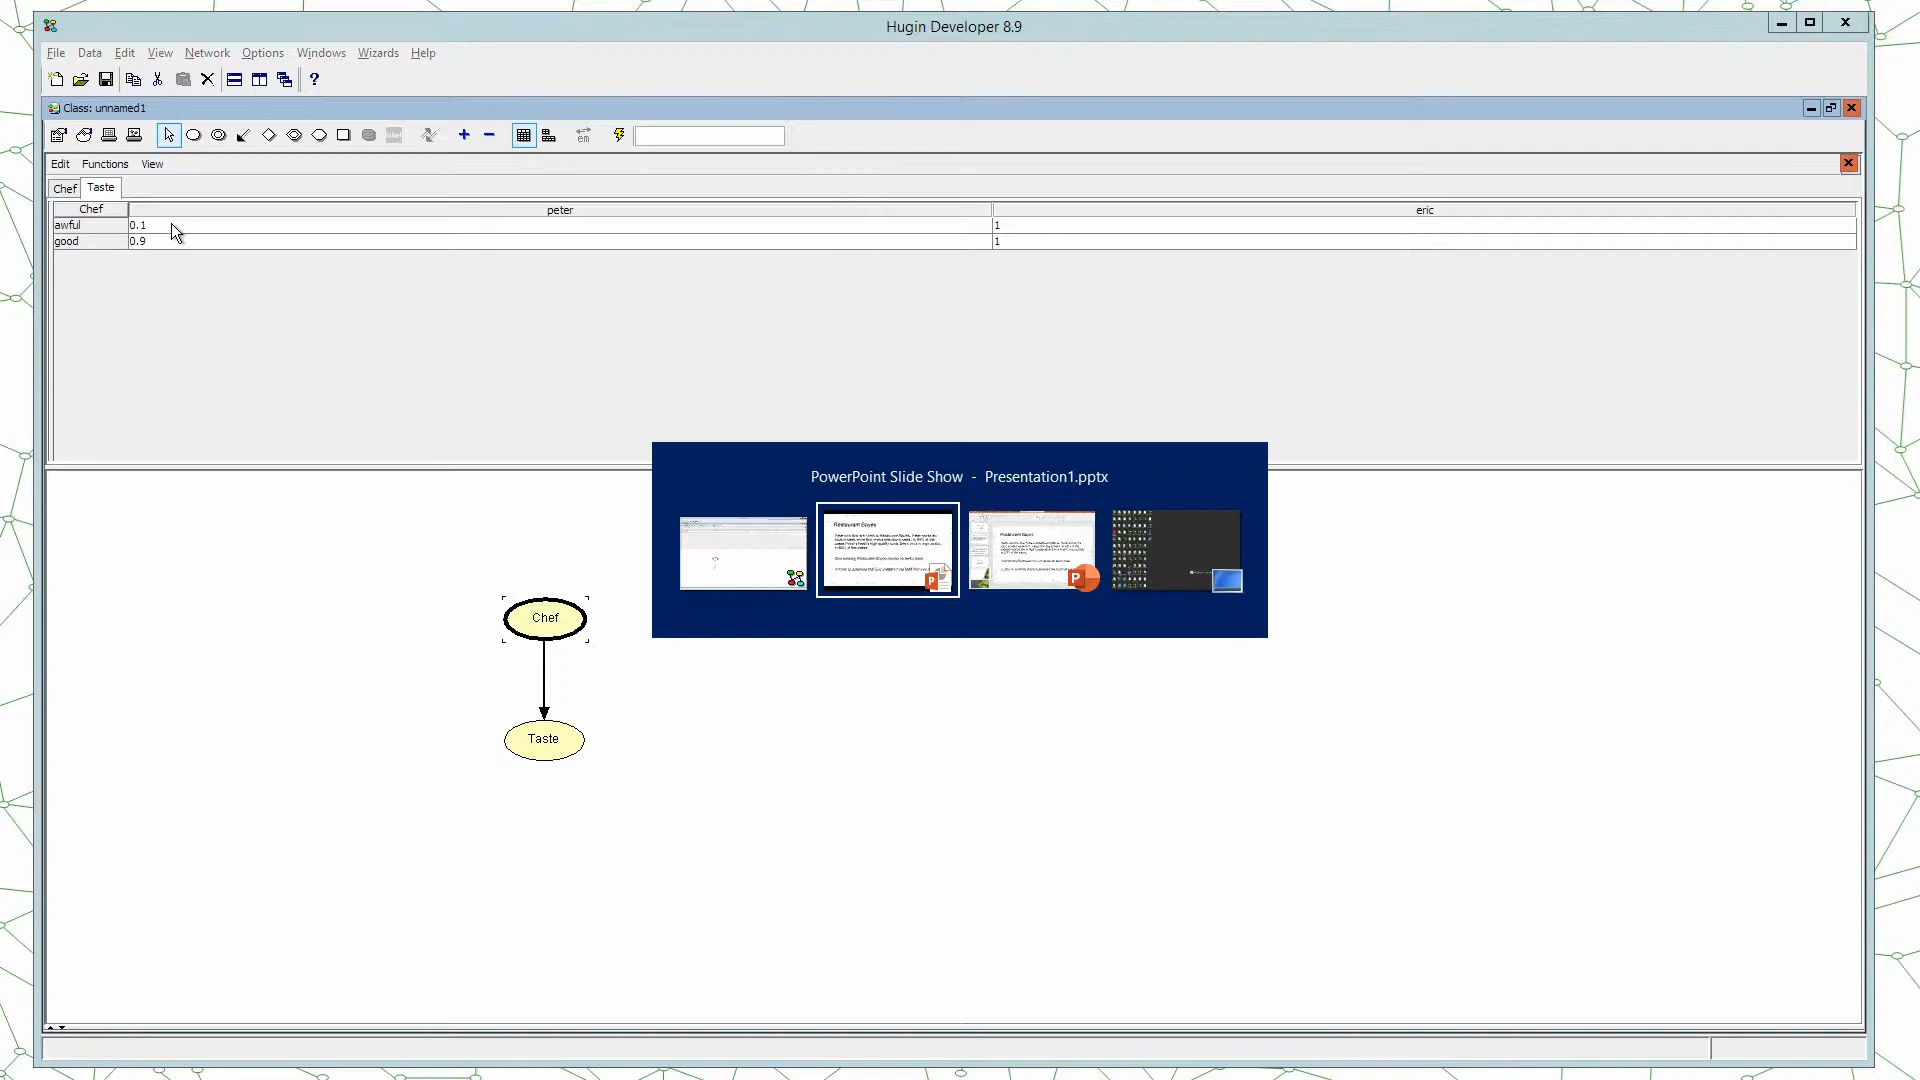 Hugin Developer 8.9
File Data Edit View Network Options Windows Wizards Help
Class: unnamed1
Edit Functions View
Chef Taste
Chef peter eric
awful 0.1 1
good 0.9 1
PowerPoint Slide Show - Presentation1.pptx
Restaurant Bayes
Chef
Taste